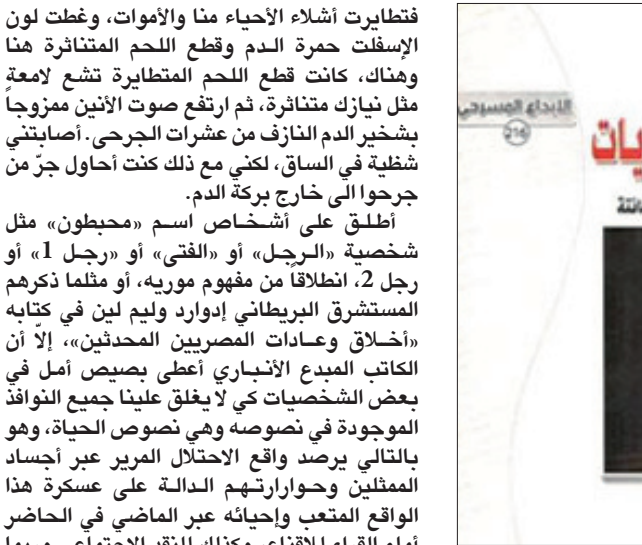 فتطايرت أشلاء الأحياء منا والأموات، وغطت لون
الإسفلت حمرة الدم وقطع اللحم المتناثرة هنا
وهناك، كانت قطع اللحم المتطايرة تشع لامعة
مثل نيازك متناثرة، ثم ارتفع صوت الأنين ممزوجاً
بشخير الدم النازف من عشرات الجرحى. أصابتني
شظية في الساق، لكني مع ذلك كنت أحاول جرّ من
جرحوا الى خارج بركة الدم.
أطلق على أشخاص اسم «محبطون» مثل
شخصية «الرجل» أو «الفتى» أو «رجل 1» أو
رجل 2، انطلاقاً من مفهوم موريه، أو مثلما ذكرهم
المستشرق البريطاني إدوارد وليم لين في كتابه
«أخلاق وعادات المصريين المحدثين»، إلاّ أن
الكاتب المبدع الأنباري أعطى بصيص أمل في
بعض الشخصيات كي لا يغلق علينا جميع النوافذ
الموجودة في نصوصه وهي نصوص الحياة، وهو
بالتالي يرصد واقع الاحتلال المرير عبر أجساد
الممثلين وحواراتهم الدالة على عسكرة هذا
الواقع المتعب وإحيائه عبر الماضي في الحاضر
الإبداع المسرحي